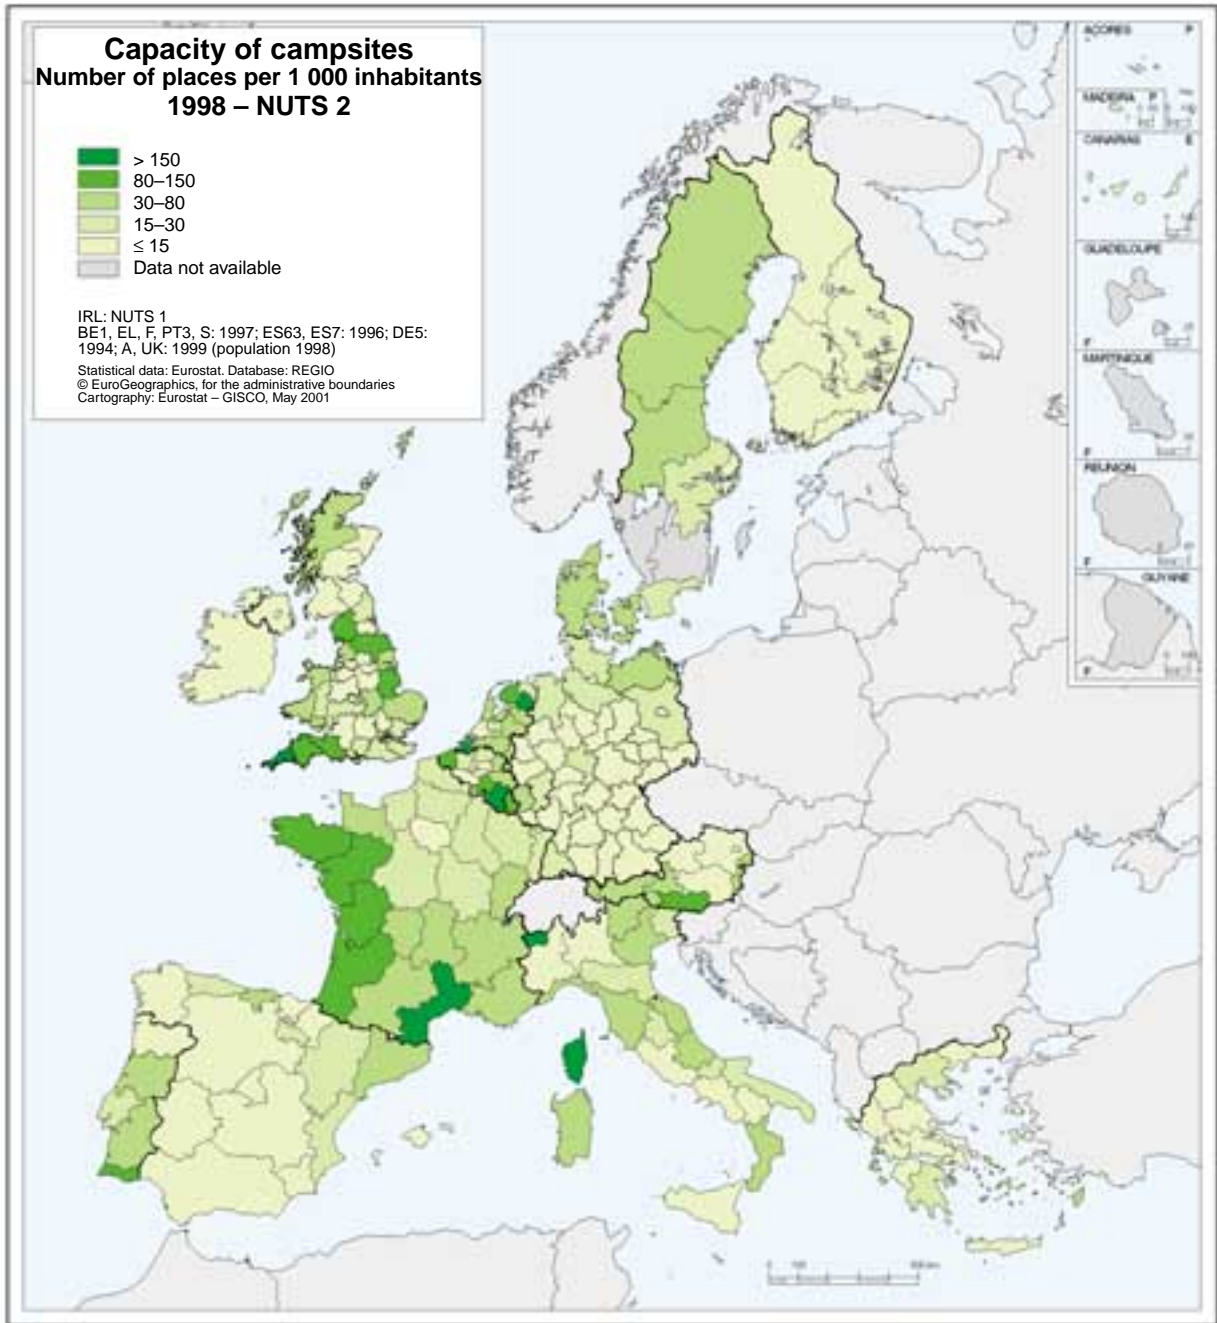 Capacity of campsites
Number of places per 1 000 inhabitants
1998 – NUTS 2
> 150
80–150
30–80
15–30
≤ 15
Data not available
IRL: NUTS 1
BE1, EL, F, PT3, S: 1997; ES63, ES7: 1996; DE5:
1994; A, UK: 1999 (population 1998)
Statistical data: Eurostat. Database: REGIO
© EuroGeographics, for the administrative boundaries
Cartography: Eurostat – GISCO, May 2001
AÇORES P
MADEIRA P
CANARIAS E
GUADELOUPE
F
MARTINIQUE
F
REUNION
F
GUYANE
F